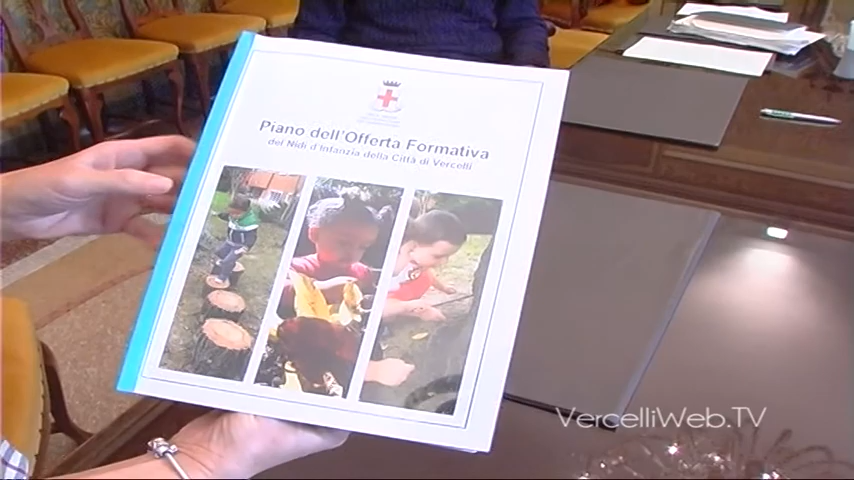 Piano dell'Offerta Formativa
dei Nidi d'Infanzia della Città di Vercelli
VercelliWeb.TV